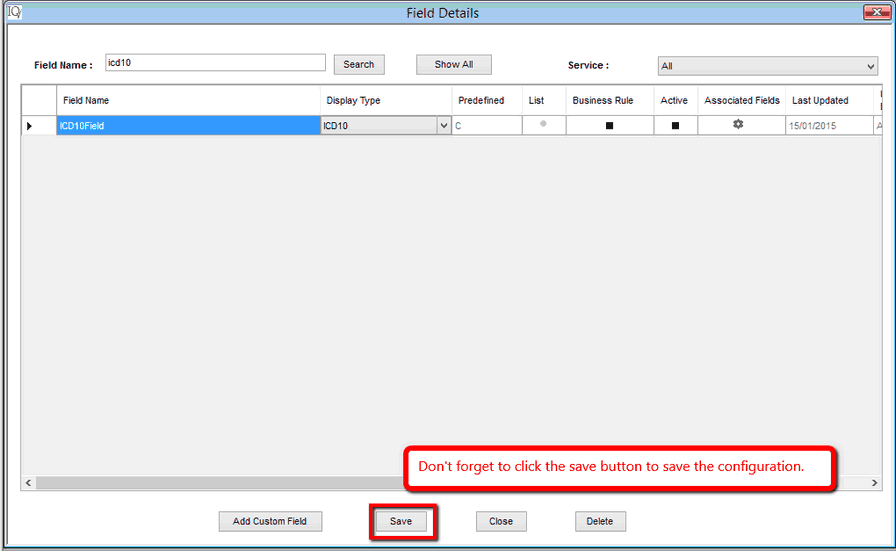 IQ
Field Details
Field Name : icd10 Search Show All Service : All
Field Name Display Type Predefined List Business Rule Active Associated Fields Last Updated
ICD10Field ICD10 C 15/01/2015 A
Don't forget to click the save button to save the configuration.
Add Custom Field Save Close Delete